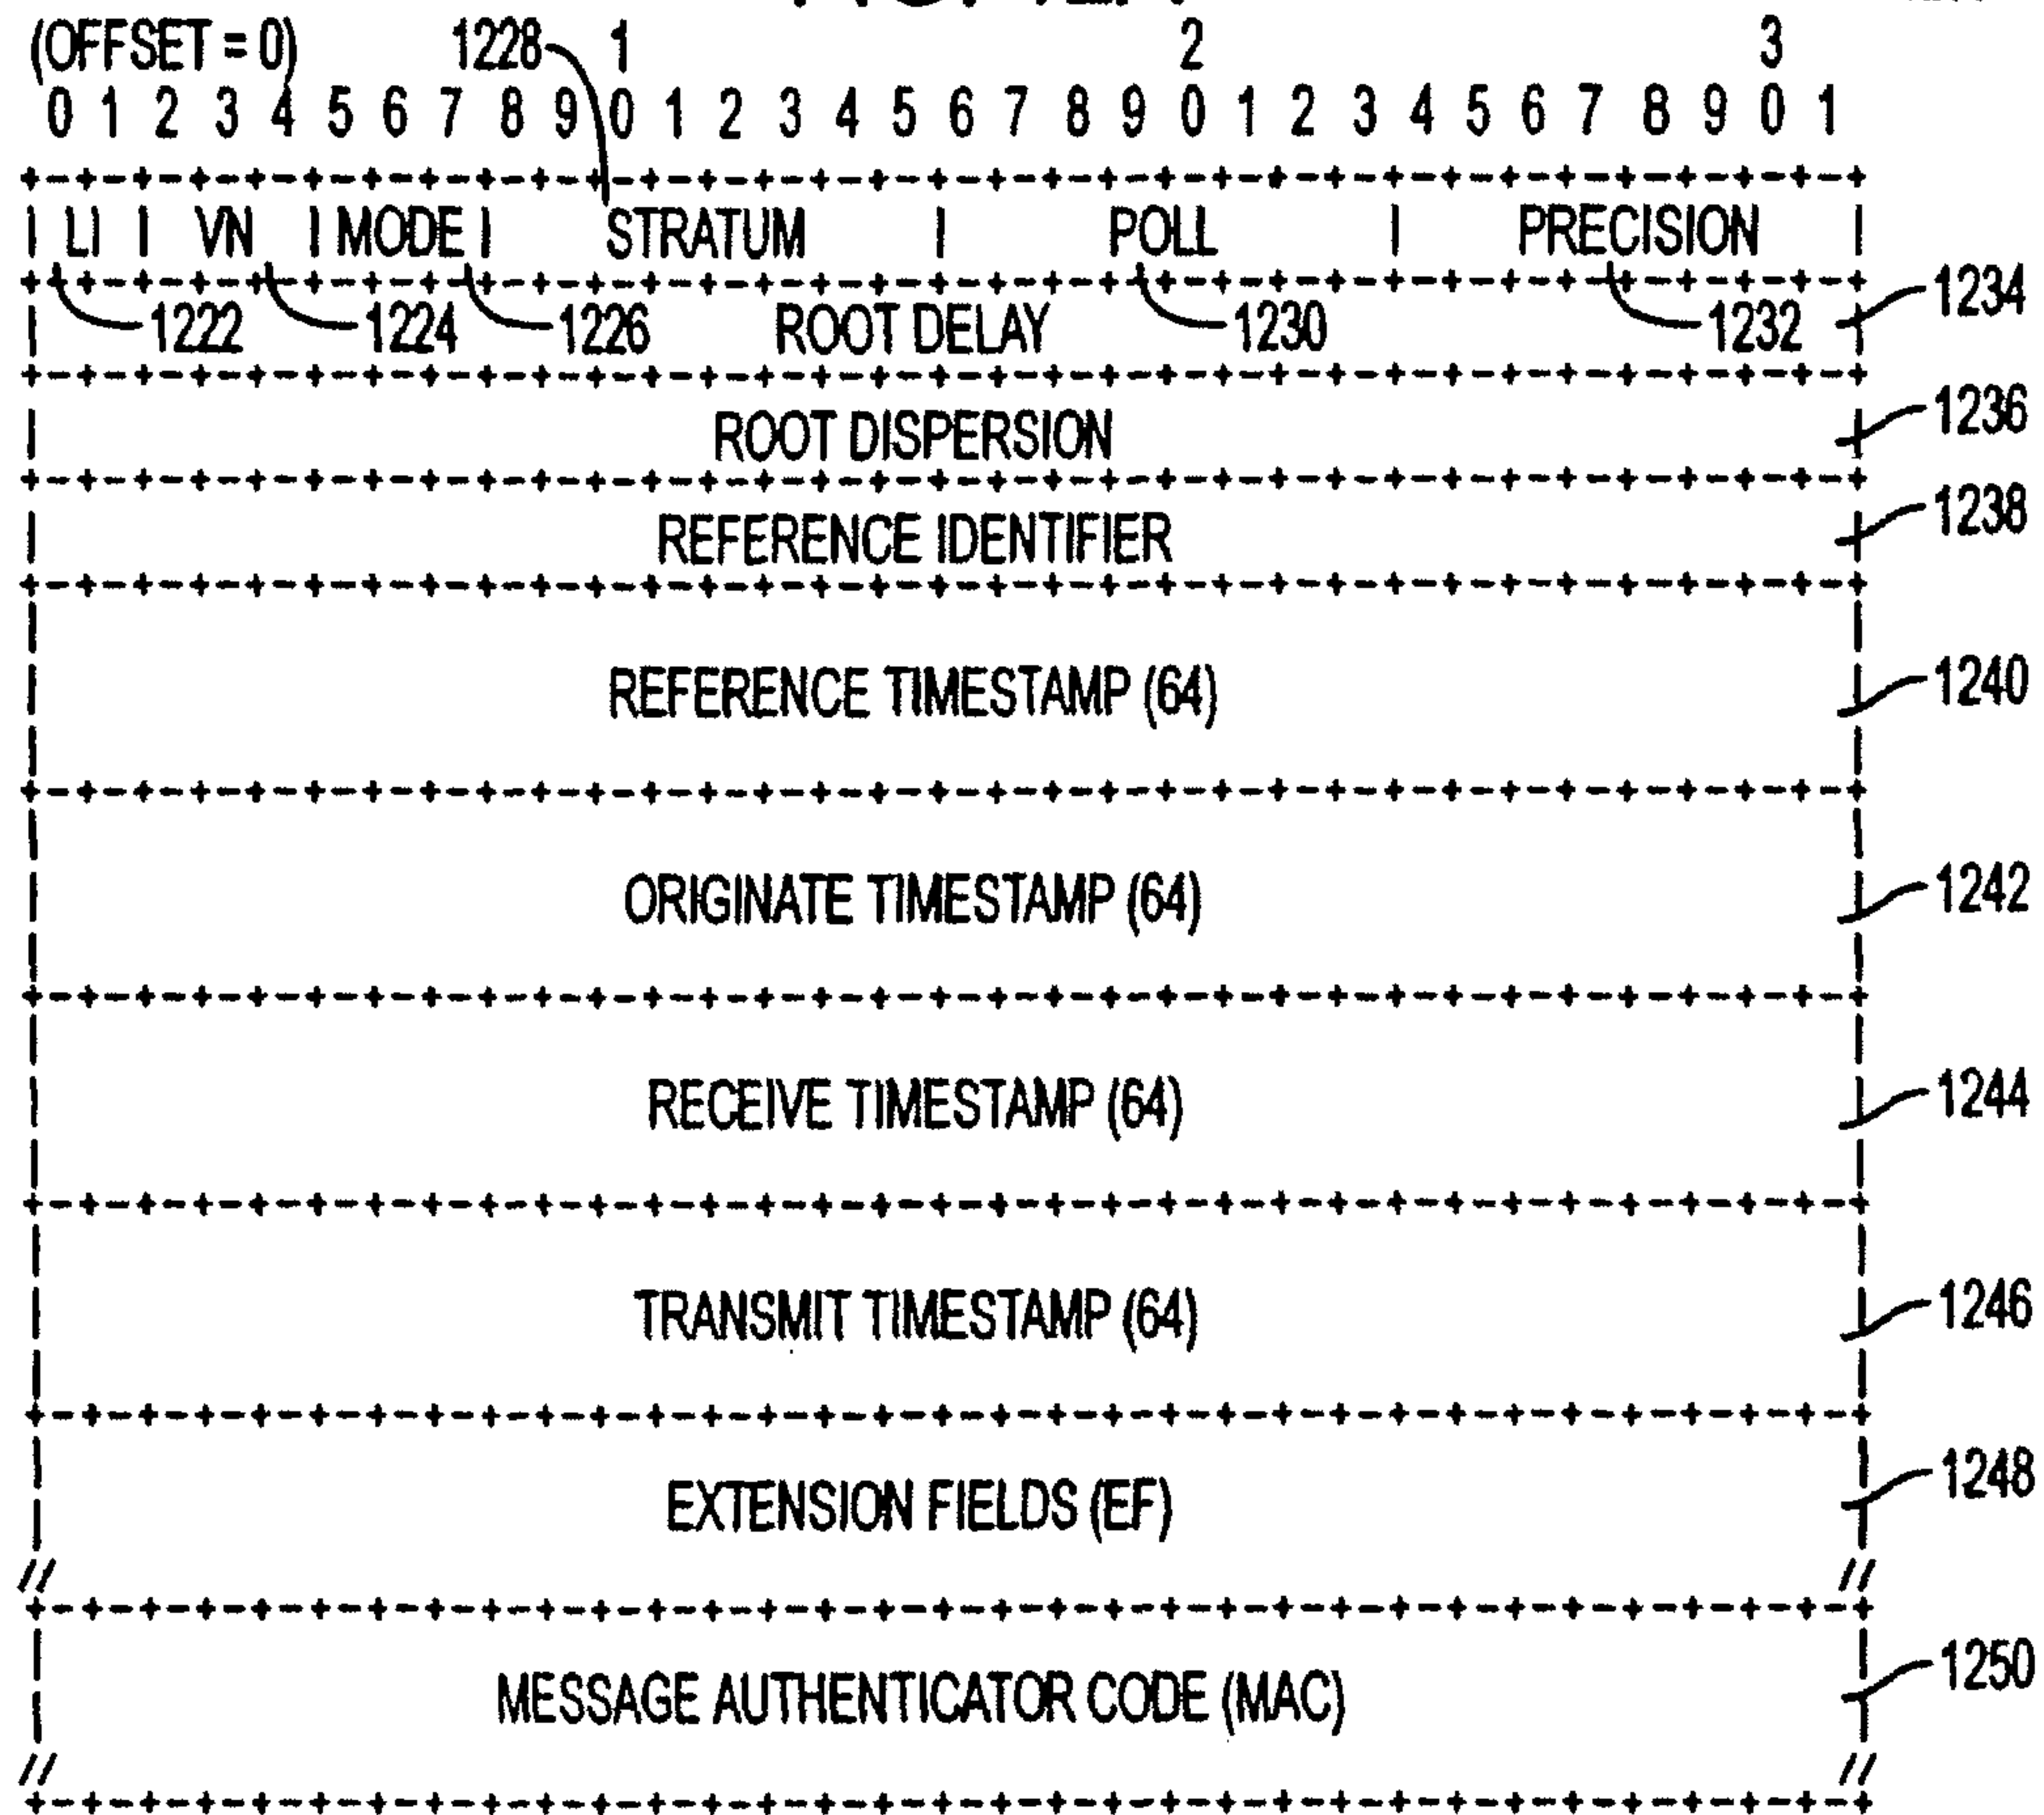 (OFFSET = 0) 1228 1 2 3
0 1 2 3 4 5 6 7 8 9 0 1 2 3 4 5 6 7 8 9 0 1 2 3 4 5 6 7 8 9 0 1
+-+-+-+-+-+-+-+-+-+-+-+-+-+-+-+-+-+-+-+-+-+-+-+-+-+-+-+-+-+-+-+-+
| LI | VN | MODE | STRATUM | POLL | PRECISION |
+-+-+-+-+-+-+-+-+-+-+-+-+-+-+-+-+-+-+-+-+-+-+-+-+-+-+-+-+-+-+-+-+
| 1222 1224 1226 ROOT DELAY 1230 1232 | 1234
+-+-+-+-+-+-+-+-+-+-+-+-+-+-+-+-+-+-+-+-+-+-+-+-+-+-+-+-+-+-+-+-+
| ROOT DISPERSION | 1236
+-+-+-+-+-+-+-+-+-+-+-+-+-+-+-+-+-+-+-+-+-+-+-+-+-+-+-+-+-+-+-+-+
| REFERENCE IDENTIFIER | 1238
+-+-+-+-+-+-+-+-+-+-+-+-+-+-+-+-+-+-+-+-+-+-+-+-+-+-+-+-+-+-+-+-+
| REFERENCE TIMESTAMP (64) | 1240
+-+-+-+-+-+-+-+-+-+-+-+-+-+-+-+-+-+-+-+-+-+-+-+-+-+-+-+-+-+-+-+-+
| ORIGINATE TIMESTAMP (64) | 1242
+-+-+-+-+-+-+-+-+-+-+-+-+-+-+-+-+-+-+-+-+-+-+-+-+-+-+-+-+-+-+-+-+
| RECEIVE TIMESTAMP (64) | 1244
+-+-+-+-+-+-+-+-+-+-+-+-+-+-+-+-+-+-+-+-+-+-+-+-+-+-+-+-+-+-+-+-+
| TRANSMIT TIMESTAMP (64) | 1246
+-+-+-+-+-+-+-+-+-+-+-+-+-+-+-+-+-+-+-+-+-+-+-+-+-+-+-+-+-+-+-+-+
| EXTENSION FIELDS (EF) | 1248
// //
+-+-+-+-+-+-+-+-+-+-+-+-+-+-+-+-+-+-+-+-+-+-+-+-+-+-+-+-+-+-+-+-+
| MESSAGE AUTHENTICATOR CODE (MAC) | 1250
// //
+-+-+-+-+-+-+-+-+-+-+-+-+-+-+-+-+-+-+-+-+-+-+-+-+-+-+-+-+-+-+-+-+